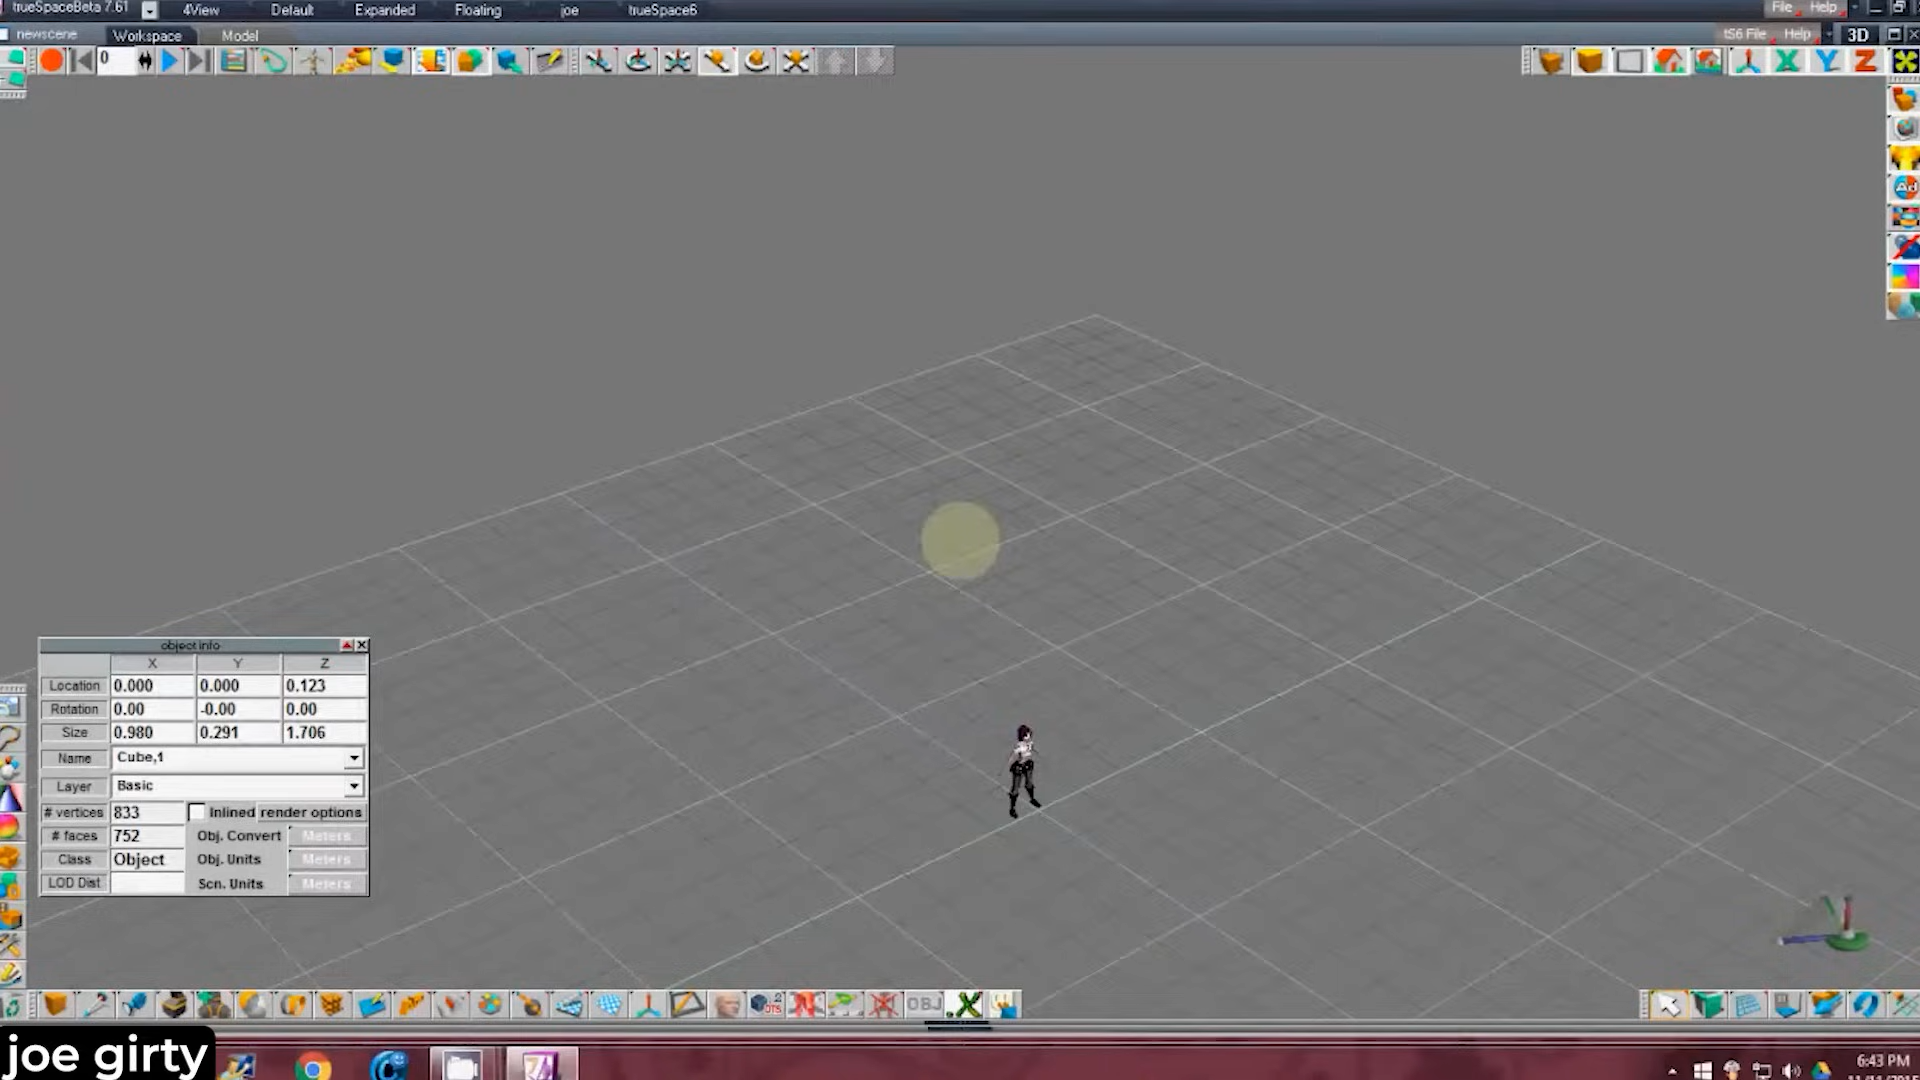 trueSpaceBeta 7.61 4View Default Expanded Floating joe trueSpace6 File Help
newscene Workspace Model tS6 File Help 3D
0 X Y Z
Ad
object info
X Y Z
Location 0.000 0.000 0.123
Rotation 0.00 -0.00 0.00
Size 0.980 0.291 1.706
Name Cube,1
Layer Basic
# vertices 833 Inlined render options
# faces 752 Obj. Convert Meters
Class Object Obj. Units Meters
LOD Dist Scn. Units Meters
OBJ .X
joe girty
6:43 PM